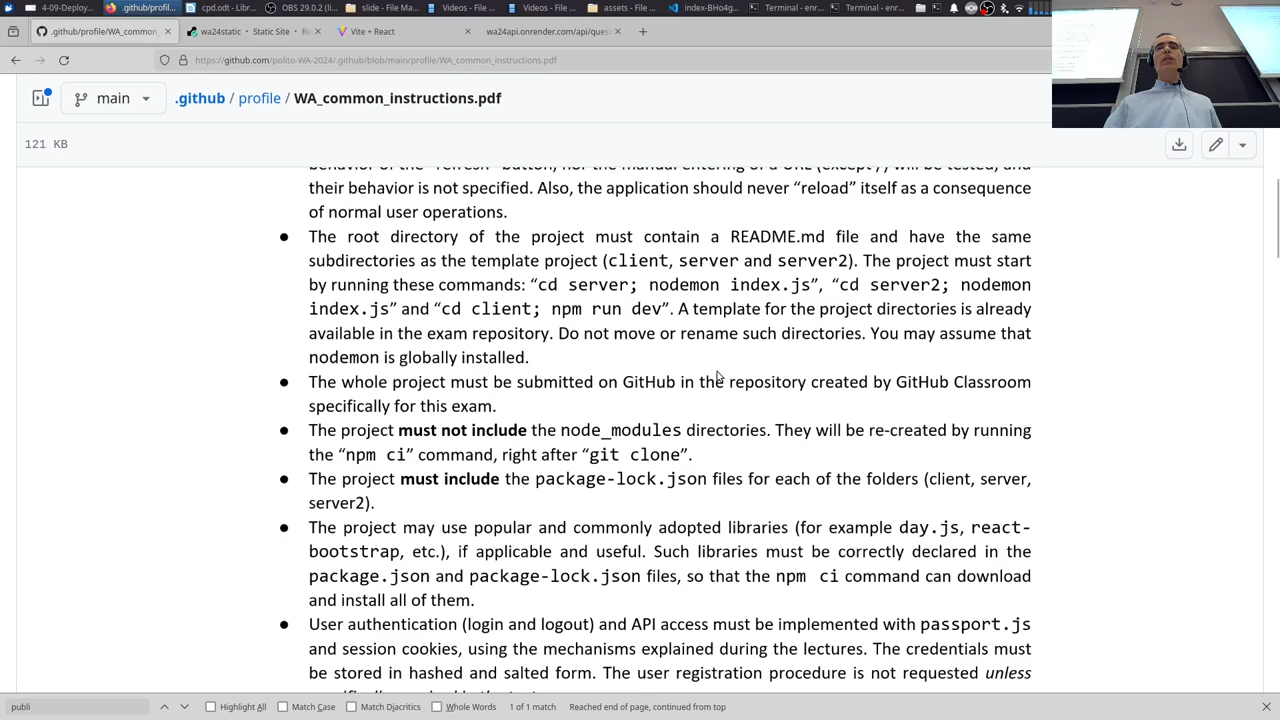 4-09-Deploy..
.github/profile/WA_common_
wa24apionremote.polito.it/quest
.github / profile / WA_common_instructions.pdf
main
121 KB
their behavior is not specified. Also, the application should never “reload” itself as a consequence
of normal user operations.
● The root directory of the project must contain a README.md file and have the same
subdirectories as the template project (client, server and server2). The project must start
by running these commands: “cd server; nodemon index.js”, “cd server2; nodemon
index.js” and “cd client; npm run dev”. A template for the project directories is already
available in the exam repository. Do not move or rename such directories. You may assume that
nodemon is globally installed.
● The whole project must be submitted on GitHub in the repository created by GitHub Classroom
specifically for this exam.
● The project must not include the node_modules directories. They will be re-created by running
the “npm ci” command, right after “git clone”.
● The project must include the package-lock.json files for each of the folders (client, server,
server2).
● The project may use popular and commonly adopted libraries (for example day.js, react-
bootstrap, etc.), if applicable and useful. Such libraries must be correctly declared in the
package.json and package-lock.json files, so that the npm ci command can download
and install all of them.
● User authentication (login and logout) and API access must be implemented with passport.js
and session cookies, using the mechanisms explained during the lectures. The credentials must
be stored in hashed and salted form. The user registration procedure is not requested unless
publi
Highlight All
Match Case
Match Diacritics
Whole Words
1 of 1 match
Reached end of page, continued from top